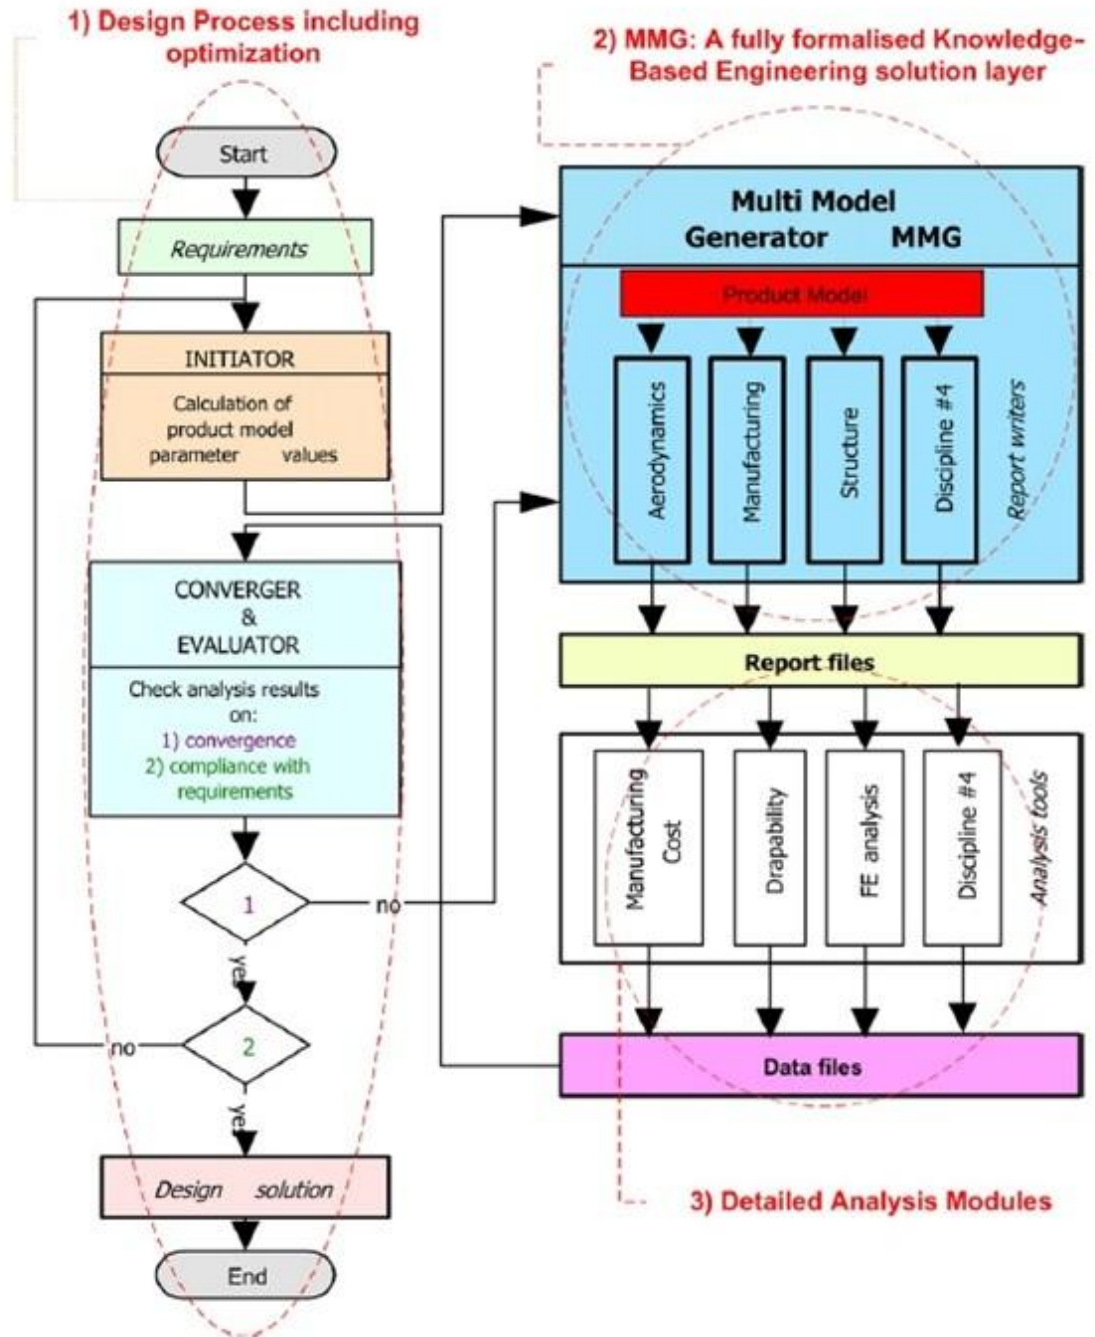 1) Design Process including
optimization
2) MMG: A fully formalised Knowledge-
Based Engineering solution layer
Start
Requirements
INITIATOR
Calculation of
product model
parameter values
CONVERGER
&
EVALUATOR
Check analysis results
on:
1) convergence
2) compliance with
requirements
1
no
yes
2
no
yes
Design solution
End
Multi Model
Generator MMG
Product Model
Aerodynamics
Manufacturing
Structure
Discipline #4
Report writers
Report files
Manufacturing
Cost
Drapability
FE analysis
Discipline #4
Analysis tools
Data files
3) Detailed Analysis Modules